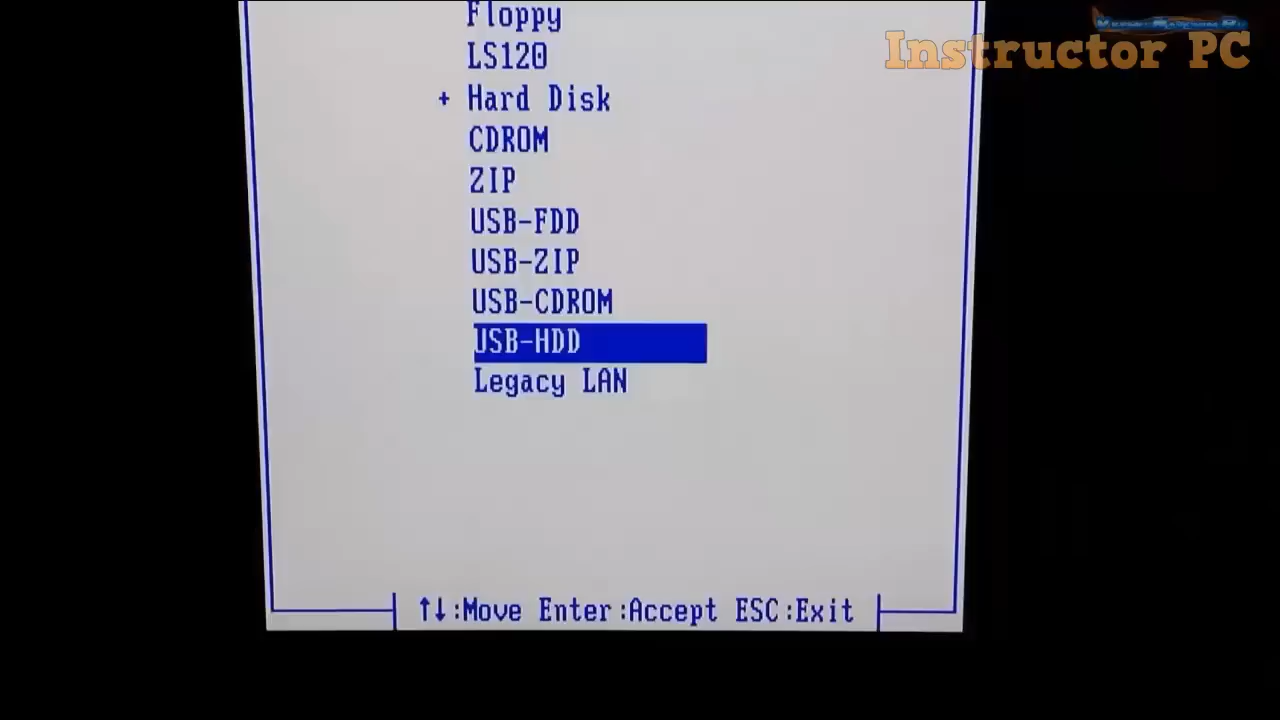 Floppy
Instructor PC
LS120
+ Hard Disk
CDROM
ZIP
USB-FDD
USB-ZIP
USB-CDROM
USB-HDD
Legacy LAN
↑↓:Move Enter:Accept ESC:Exit